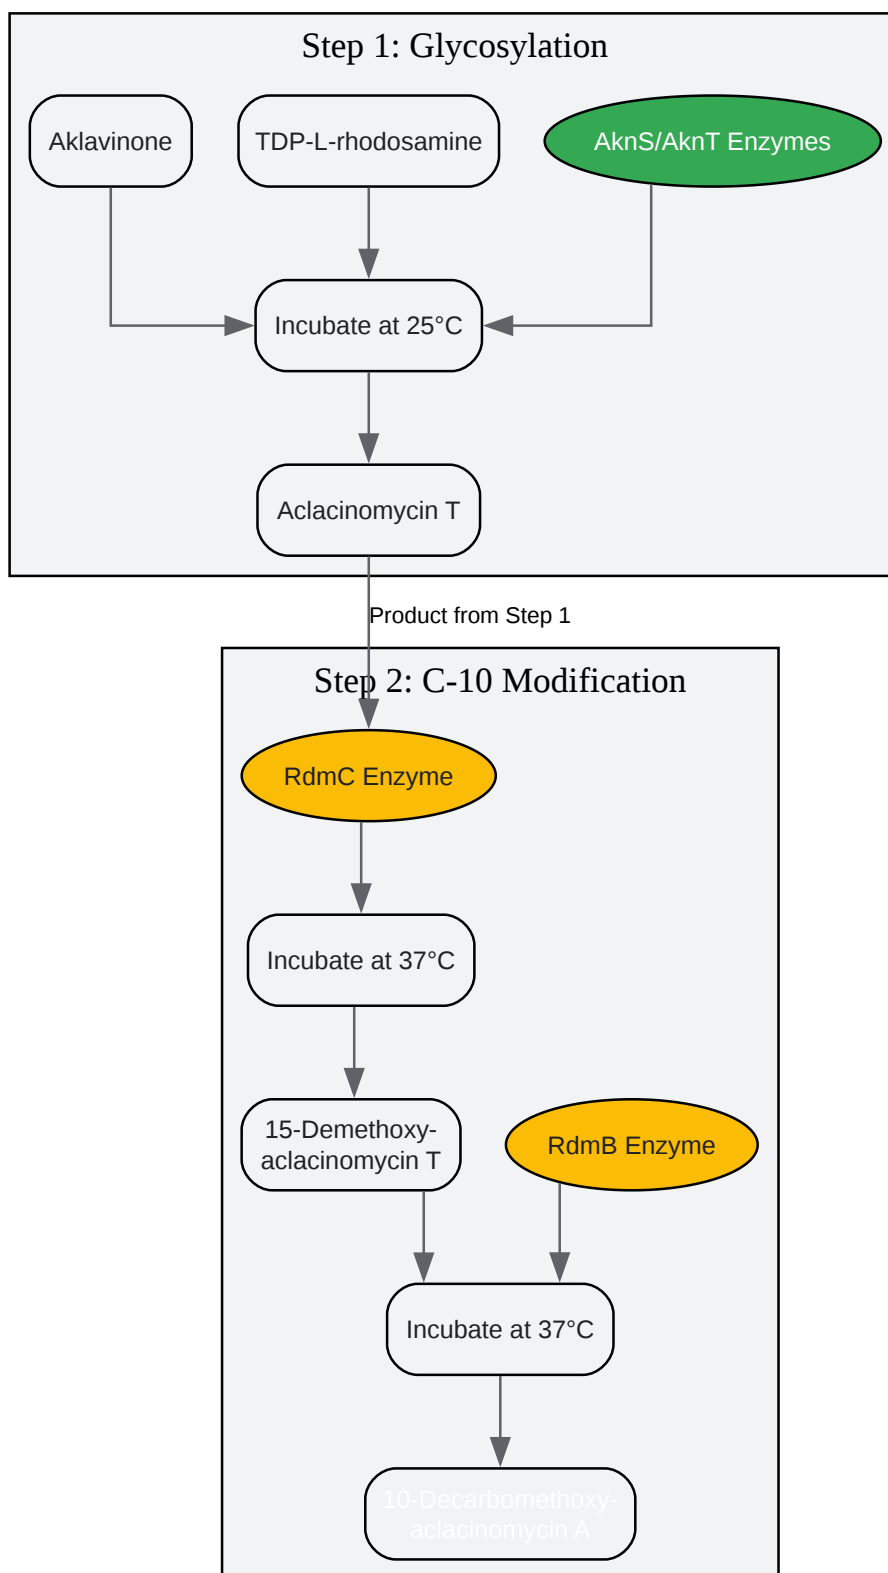 Step 1: Glycosylation
Aklavinone
TDP-L-rhodosamine
AknS/AknT Enzymes
Incubate at 25°C
Aclacinomycin T
Product from Step 1
Step 2: C-10 Modification
RdmC Enzyme
Incubate at 37°C
15-Demethoxy-
aclacinomycin T
RdmB Enzyme
Incubate at 37°C
10-Decarbomethoxy-
aclacinomycin A